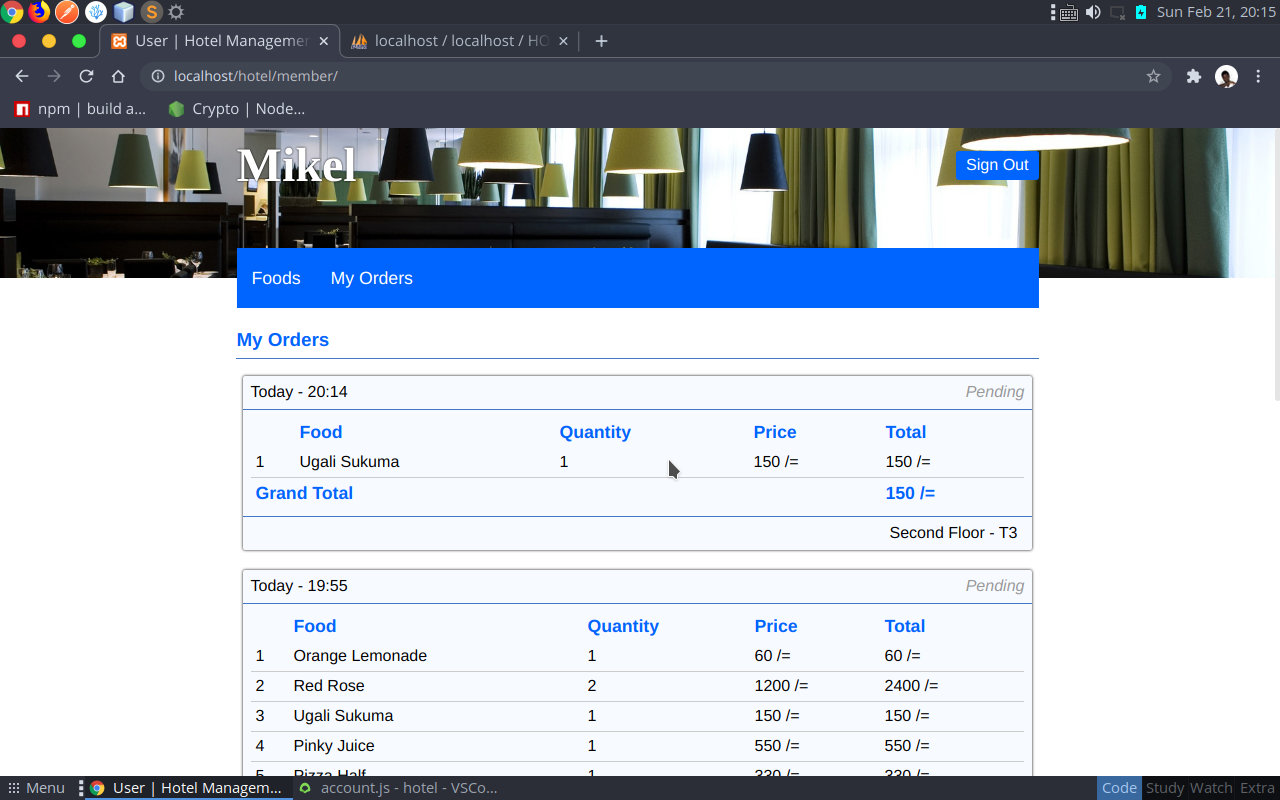 Sun Feb 21, 20:15
User | Hotel Managemen
localhost / localhost / HO
localhost/hotel/member/
npm | build a...
Crypto | Node...
Mikel
Sign Out
Foods
My Orders
My Orders
Today - 20:14
Pending
Food Quantity Price Total
1 Ugali Sukuma 1 150 /= 150 /=
Grand Total 150 /=
Second Floor - T3
Today - 19:55
Pending
Food Quantity Price Total
1 Orange Lemonade 1 60 /= 60 /=
2 Red Rose 2 1200 /= 2400 /=
3 Ugali Sukuma 1 150 /= 150 /=
4 Pinky Juice 1 550 /= 550 /=
5 Pizza Half 1 330 /= 330 /=
Menu
User | Hotel Managem...
account.js - hotel - VSCo...
Code Study Watch Extra